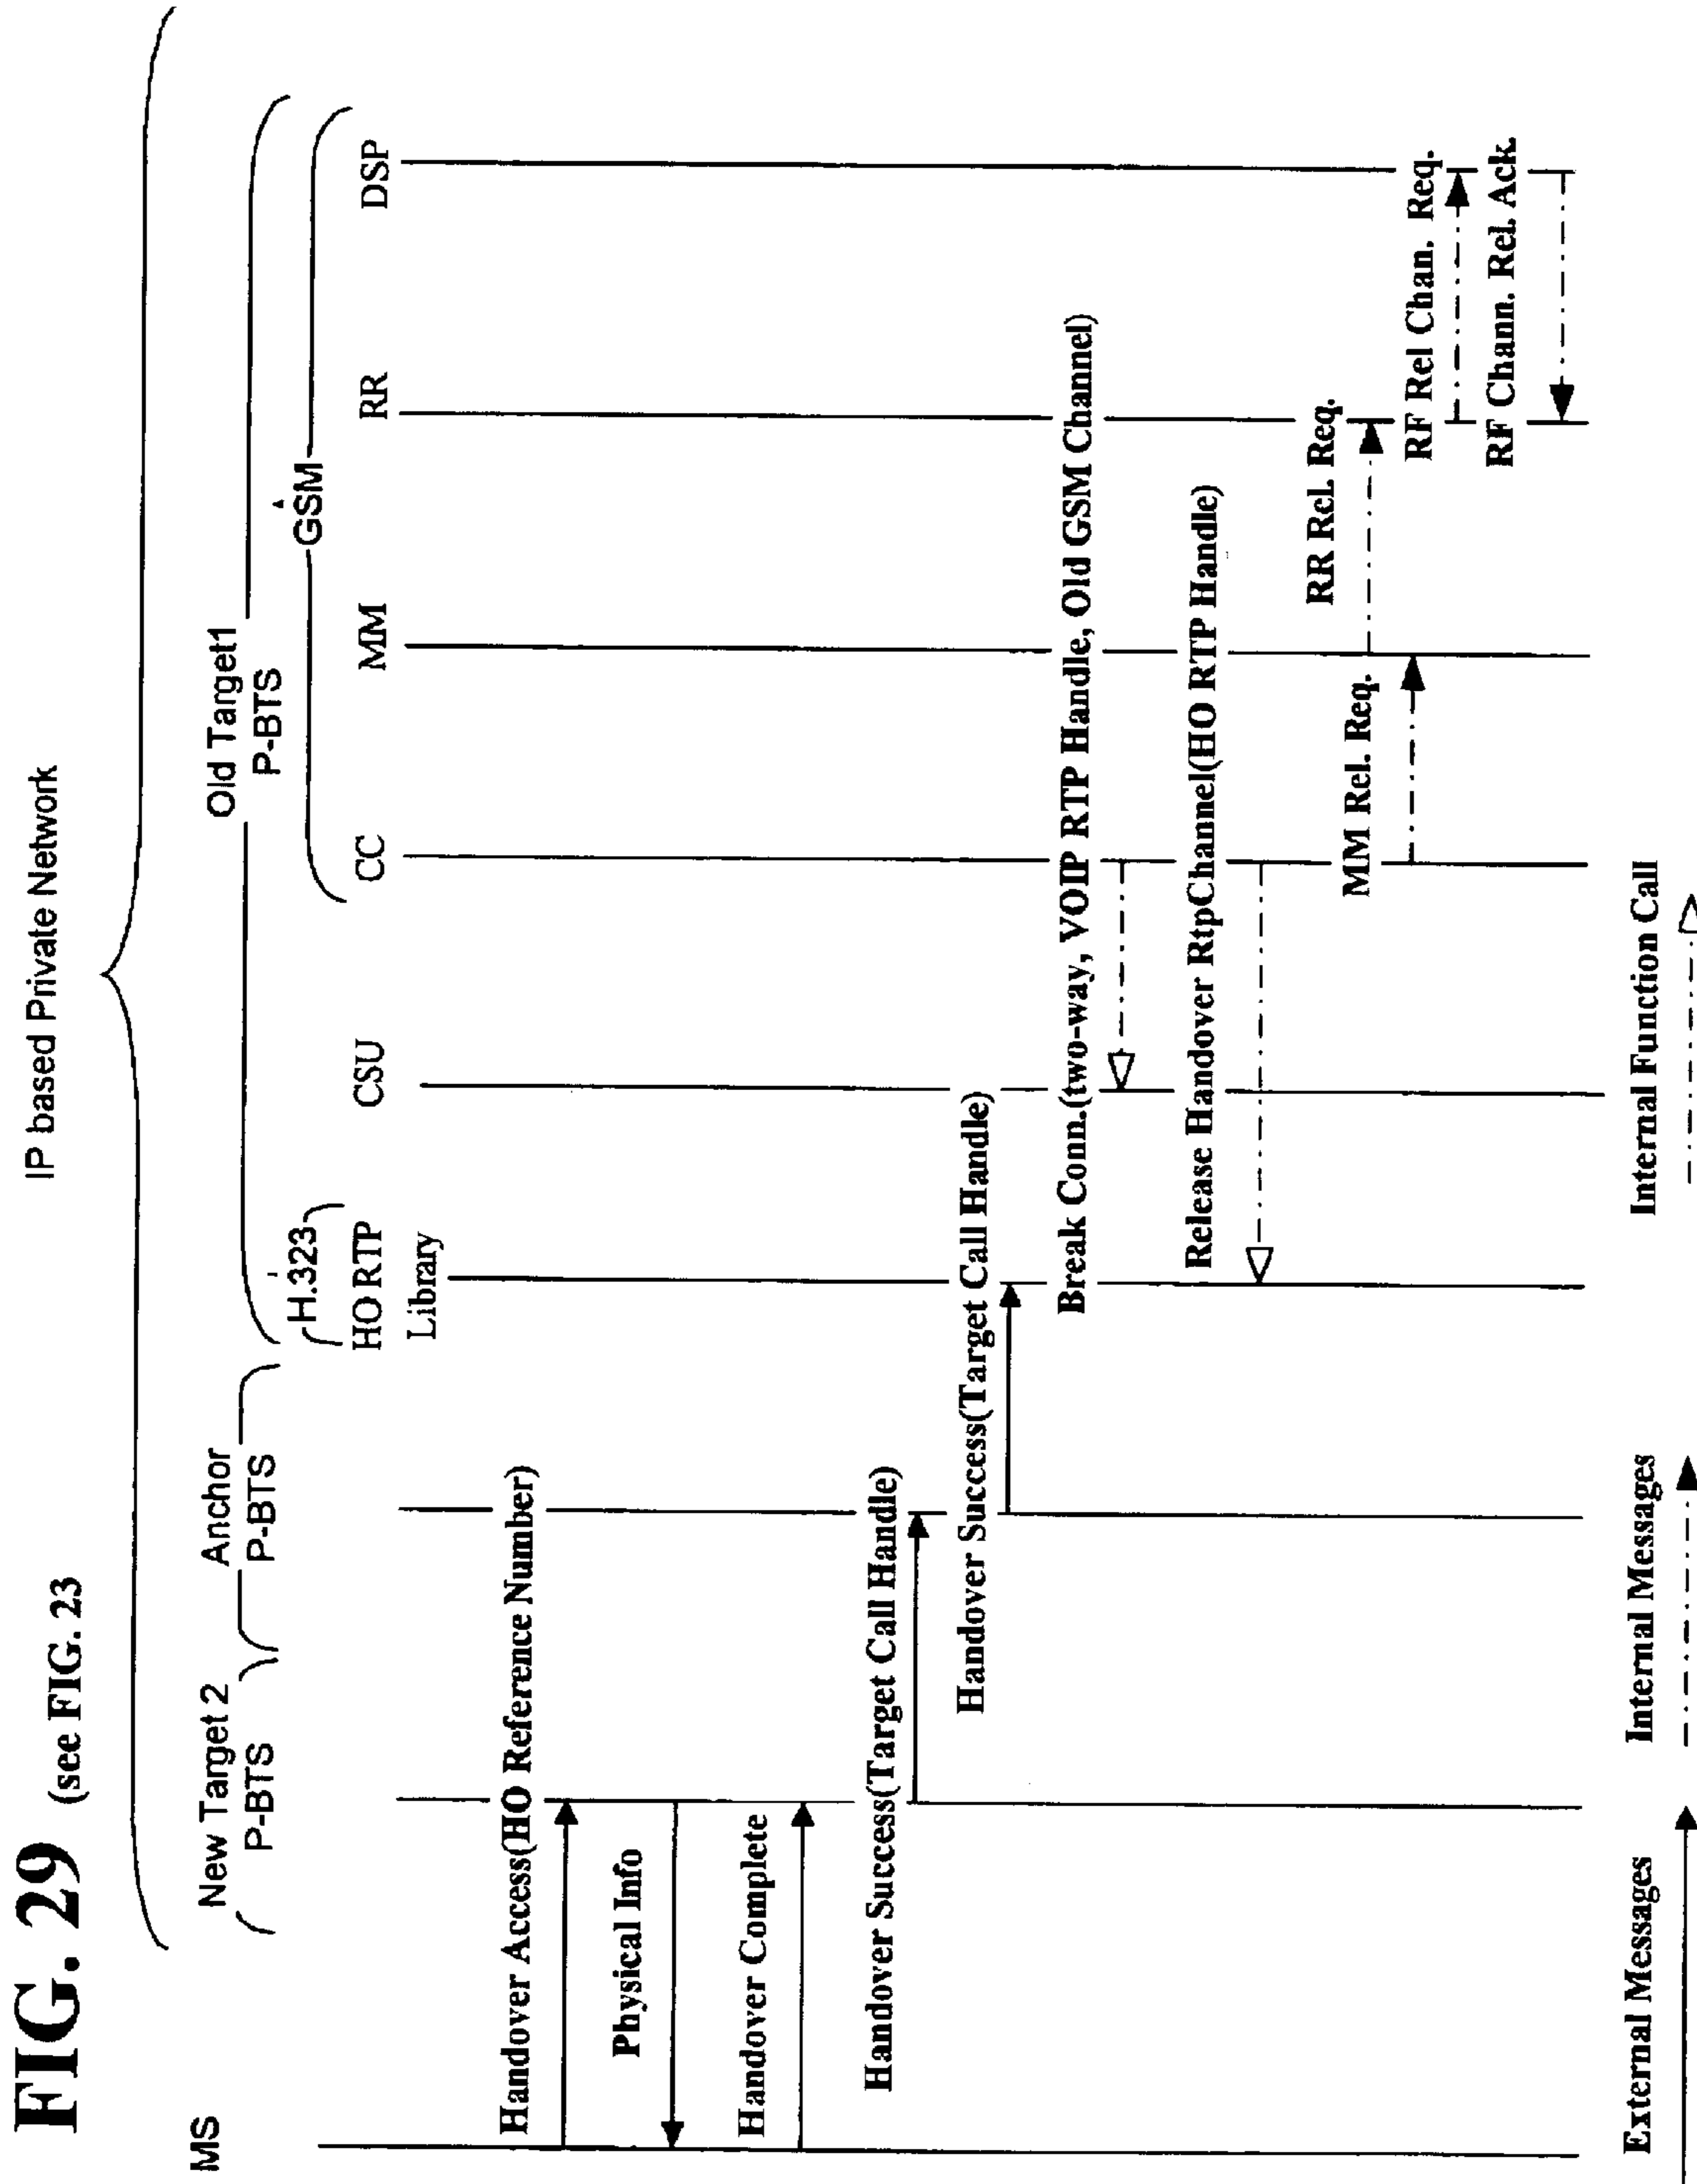 FIG. 29 (see FIG. 23
IP based Private Network
MS
New Target 2
P-BTS
Anchor
P-BTS
Old Target1
P-BTS
H.323
HO RTP
Library
CSU
GSM
CC
MM
RR
DSP
Handover Access(HO Reference Number)
Physical Info
Handover Complete
Handover Success(Target Call Handle)
Handover Success(Target Call Handle)
Break Conn.(two-way, VOIP RTP Handle, Old GSM Channel)
Release Handover RtpChannel(HO RTP Handle)
MM Rel. Req.
RR Rel. Req.
RF Rel Chan. Req.
RF Chann. Rel. Ack.
External Messages
Internal Messages
Internal Function Call